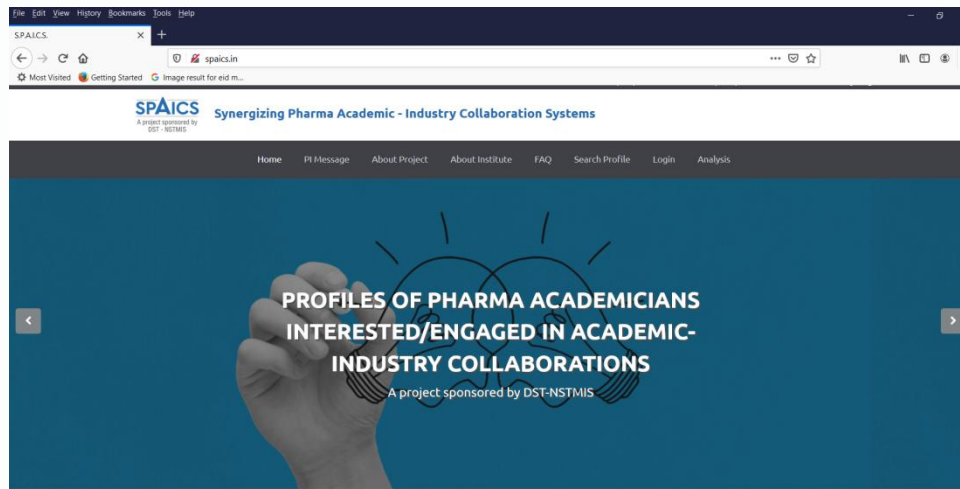 File Edit View History Bookmarks Tools Help
S.P.A.I.C.S.
spaics.in
Most Visited Getting Started Image result for eid m...
SPAICS
A project sponsored by
DST - NSTMIS
Synergizing Pharma Academic - Industry Collaboration Systems
Home PI Message About Project About Institute FAQ Search Profile Login Analysis
PROFILES OF PHARMA ACADEMICIANS
INTERESTED/ENGAGED IN ACADEMIC-
INDUSTRY COLLABORATIONS
A project sponsored by DST-NSTMIS